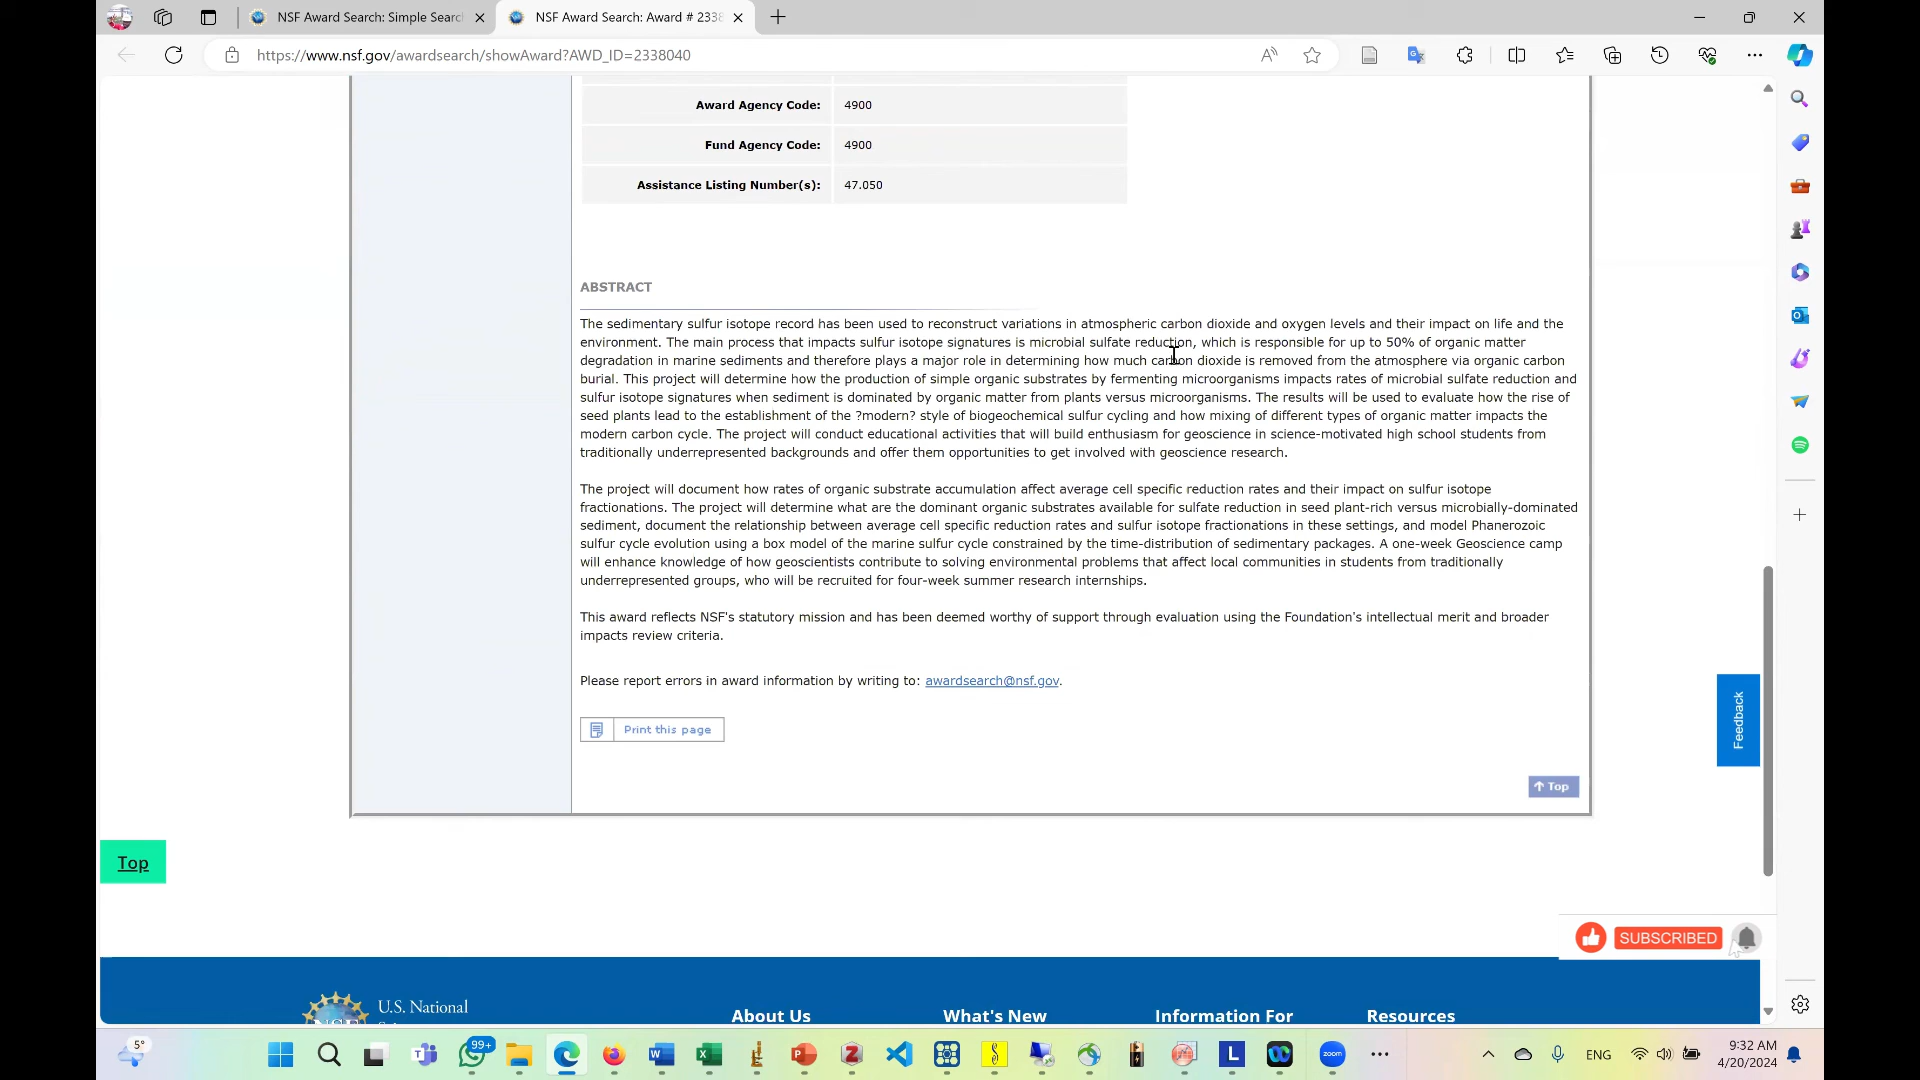 NSF Award Search: Simple Searc
NSF Award Search: Award # 2338
https://www.nsf.gov/awardsearch/showAward?AWD_ID=2338040
Award Agency Code: 4900
Fund Agency Code: 4900
Assistance Listing Number(s): 47.050
ABSTRACT
The sedimentary sulfur isotope record has been used to reconstruct variations in atmospheric carbon dioxide and oxygen levels and their impact on life and the
environment. The main process that impacts sulfur isotope signatures is microbial sulfate reduction, which is responsible for up to 50% of organic matter
degradation in marine sediments and therefore plays a major role in determining how much carbon dioxide is removed from the atmosphere via organic carbon
burial. This project will determine how the production of simple organic substrates by fermenting microorganisms impacts rates of microbial sulfate reduction and
sulfur isotope signatures when sediment is dominated by organic matter from plants versus microorganisms. The results will be used to evaluate how the rise of
seed plants lead to the establishment of the ?modern? style of biogeochemical sulfur cycling and how mixing of different types of organic matter impacts the
modern carbon cycle. The project will conduct educational activities that will build enthusiasm for geoscience in science-motivated high school students from
traditionally underrepresented backgrounds and offer them opportunities to get involved with geoscience research.
The project will document how rates of organic substrate accumulation affect average cell specific reduction rates and their impact on sulfur isotope
fractionations. The project will determine what are the dominant organic substrates available for sulfate reduction in seed plant-rich versus microbially-dominated
sediment, document the relationship between average cell specific reduction rates and sulfur isotope fractionations in these settings, and model Phanerozoic
sulfur cycle evolution using a box model of the marine sulfur cycle constrained by the time-distribution of sedimentary packages. A one-week Geoscience camp
will enhance knowledge of how geoscientists contribute to solving environmental problems that affect local communities in students from traditionally
underrepresented groups, who will be recruited for four-week summer research internships.
This award reflects NSF's statutory mission and has been deemed worthy of support through evaluation using the Foundation's intellectual merit and broader
impacts review criteria.
Please report errors in award information by writing to: awardsearch@nsf.gov.
Print this page
Feedback
Top
Top
SUBSCRIBED
U.S. National
NSF
About Us
What's New
Information For
Resources
5°
99+
zoom
ENG
9:32 AM
4/20/2024